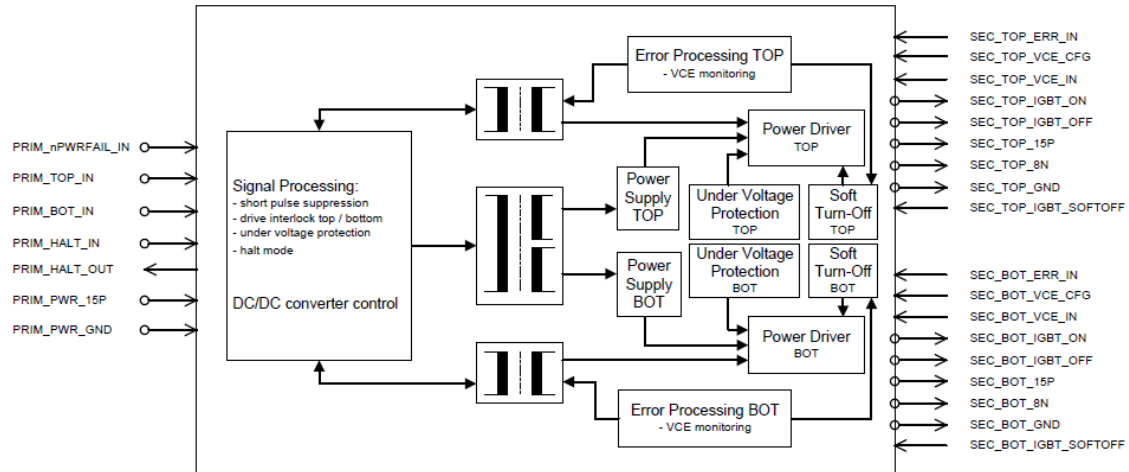 PRIM_nPWRFAIL_IN
PRIM_TOP_IN
PRIM_BOT_IN
PRIM_HALT_IN
PRIM_HALT_OUT
PRIM_PWR_15P
PRIM_PWR_GND
Signal Processing:
- short pulse suppression
- drive interlock top / bottom
- under voltage protection
- halt mode
DC/DC converter control
Error Processing TOP
- VCE monitoring
Power Driver
TOP
Power
Supply
TOP
Under Voltage
Protection
TOP
Soft
Turn-Off
TOP
Power
Supply
BOT
Under Voltage
Protection
BOT
Soft
Turn-Off
BOT
Power Driver
BOT
Error Processing BOT
- VCE monitoring
SEC_TOP_ERR_IN
SEC_TOP_VCE_CFG
SEC_TOP_VCE_IN
SEC_TOP_IGBT_ON
SEC_TOP_IGBT_OFF
SEC_TOP_15P
SEC_TOP_8N
SEC_TOP_GND
SEC_TOP_IGBT_SOFTOFF
SEC_BOT_ERR_IN
SEC_BOT_VCE_CFG
SEC_BOT_VCE_IN
SEC_BOT_IGBT_ON
SEC_BOT_IGBT_OFF
SEC_BOT_15P
SEC_BOT_8N
SEC_BOT_GND
SEC_BOT_IGBT_SOFTOFF